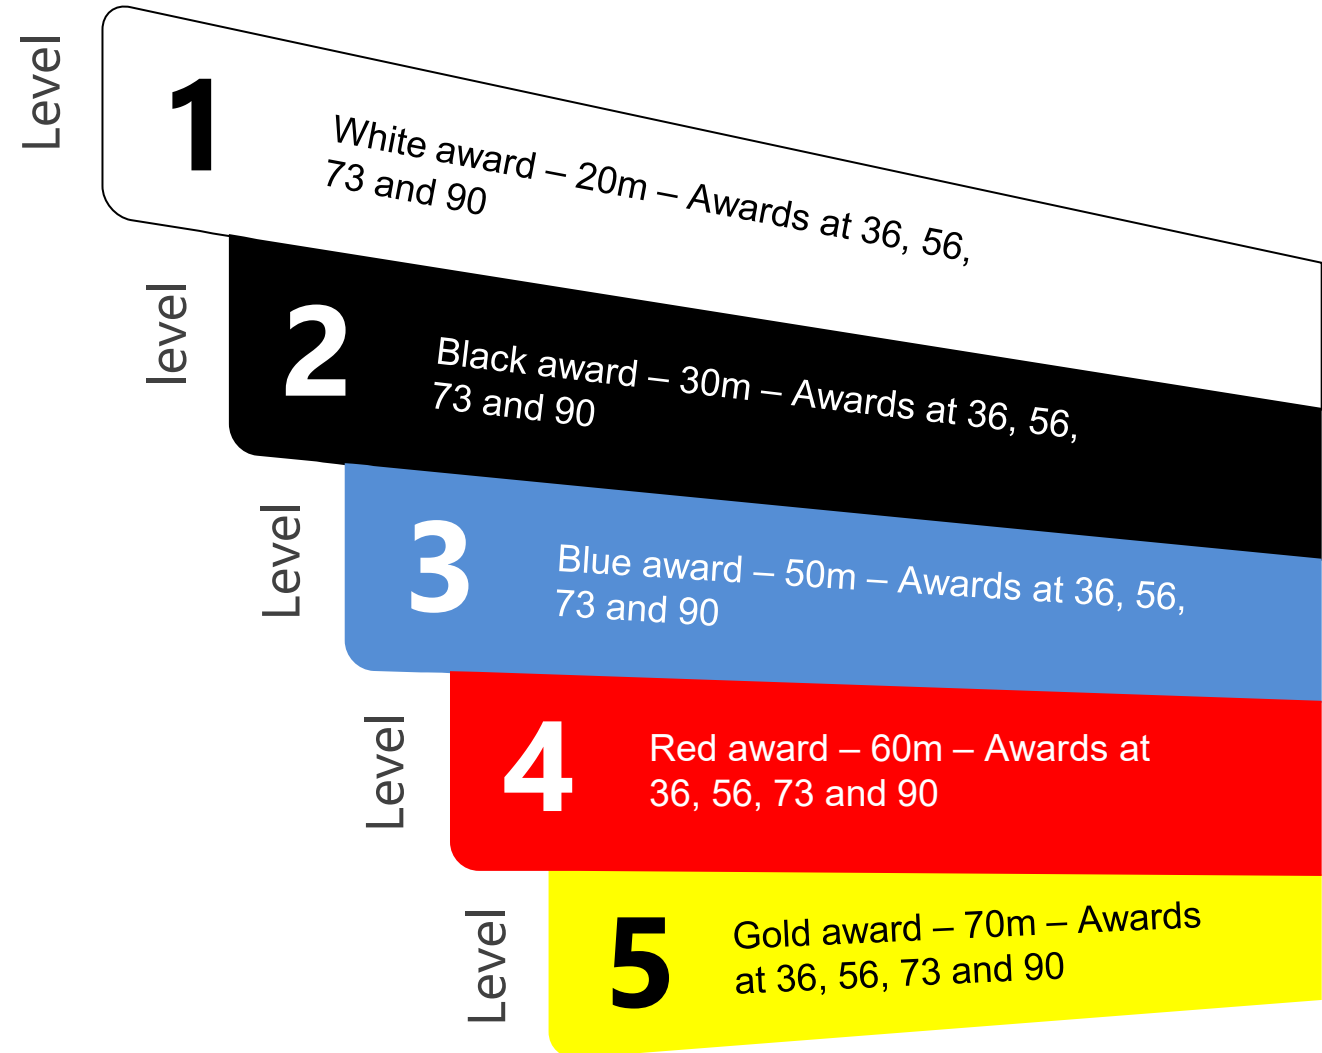 Level
1
White award – 20m – Awards at 36, 56,
73 and 90
level
2
Black award – 30m – Awards at 36, 56,
73 and 90
Level
3
Blue award – 50m – Awards at 36, 56,
73 and 90
Level
4
Red award – 60m – Awards at
36, 56, 73 and 90
Level
5
Gold award – 70m – Awards
at 36, 56, 73 and 90